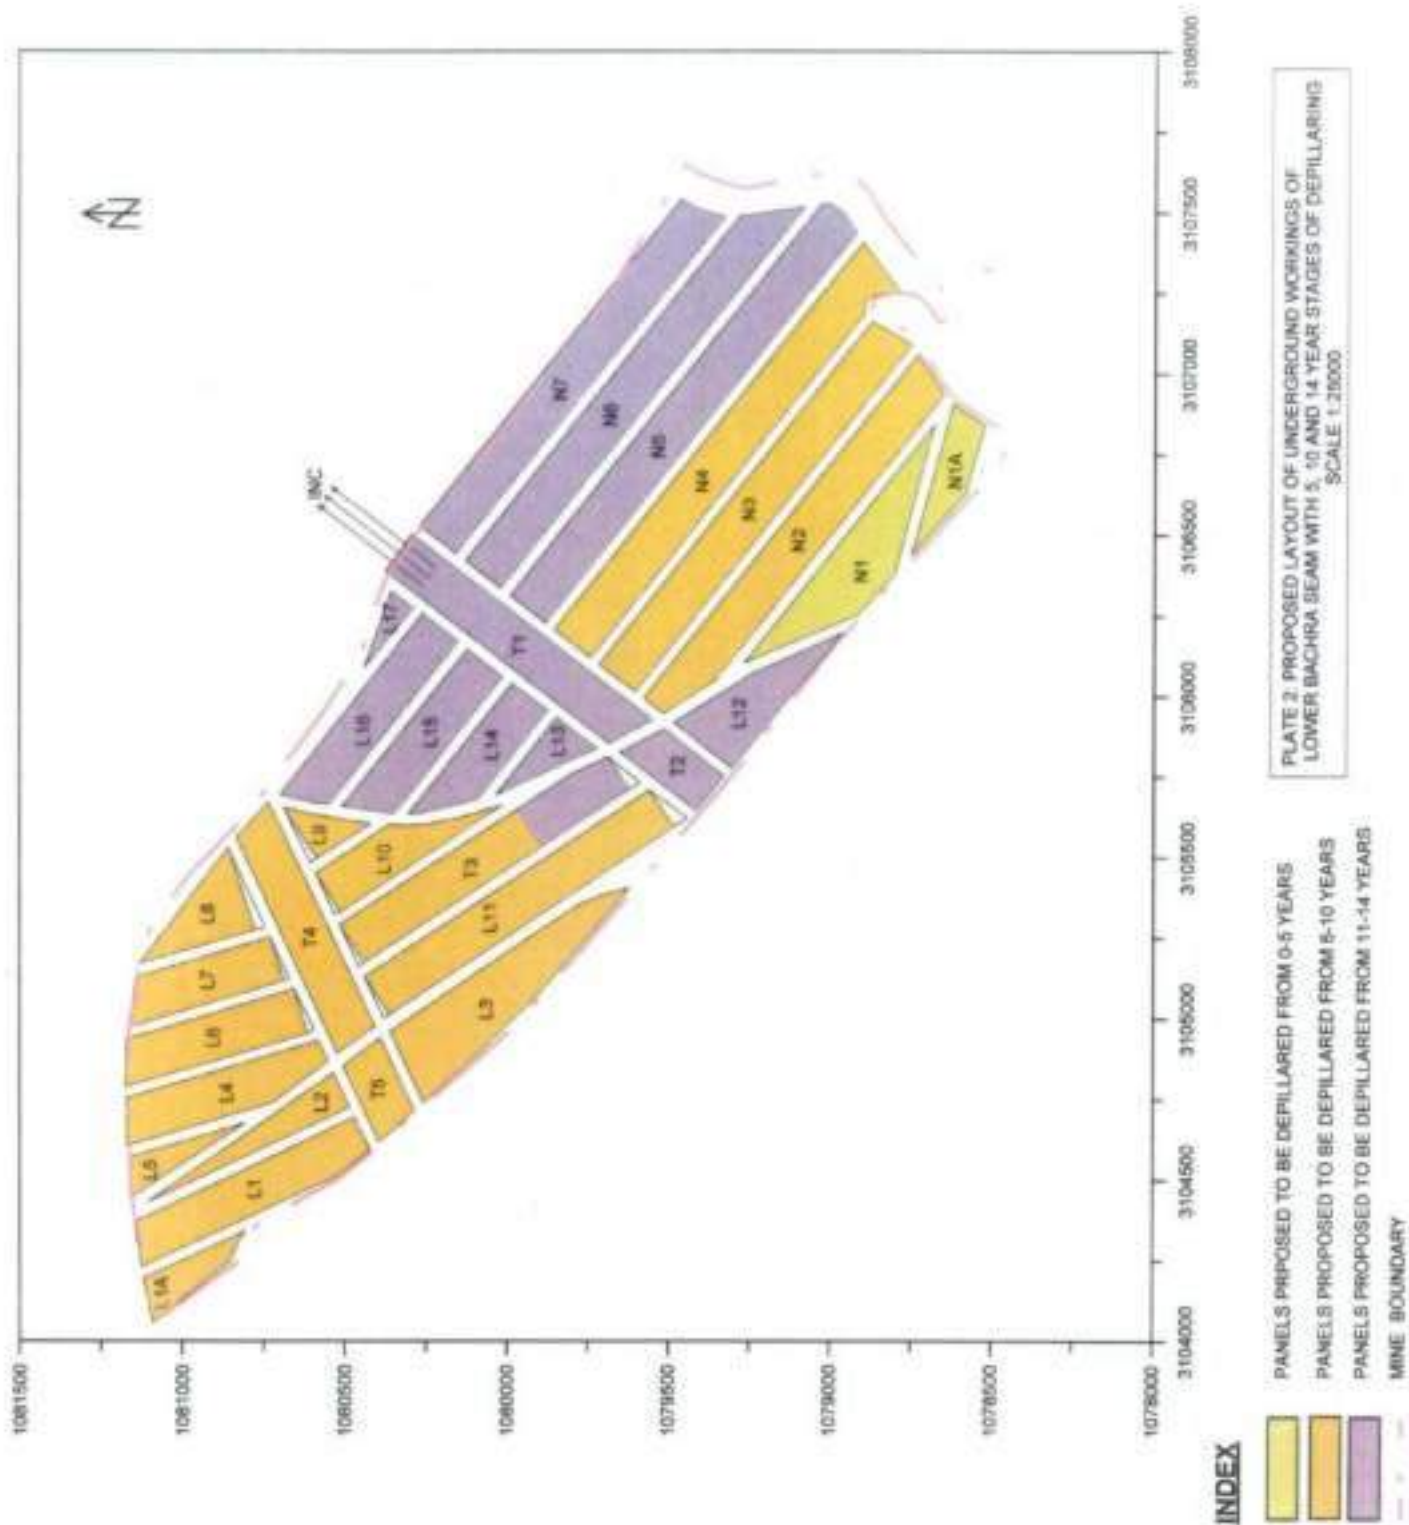 N
INC
L1A
L1
L5
L2
L4
L6
L7
L8
T5
T4
L3
L11
T3
L10
L9
L16
L15
L14
L13
L17
T1
T2
L12
N7
N6
N5
N4
N3
N2
N1
N1A
1081500
1081000
1080500
1080000
1079500
1079000
1078500
1078000
3104000
3104500
3105000
3105500
3106000
3106500
3107000
3107500
3108000
INDEX
PANELS PRPOSED TO BE DEPILLARED FROM 0-5 YEARS
PANELS PROPOSED TO BE DEPILLARED FROM 6-10 YEARS
PANELS PROPOSED TO BE DEPILLARED FROM 11-14 YEARS
MINE BOUNDARY
PLATE 2: PROPOSED LAYOUT OF UNDERGROUND WORKINGS OF
LOWER BACHRA SEAM WITH 5, 10 AND 14 YEAR STAGES OF DEPILLARING
SCALE 1:25000